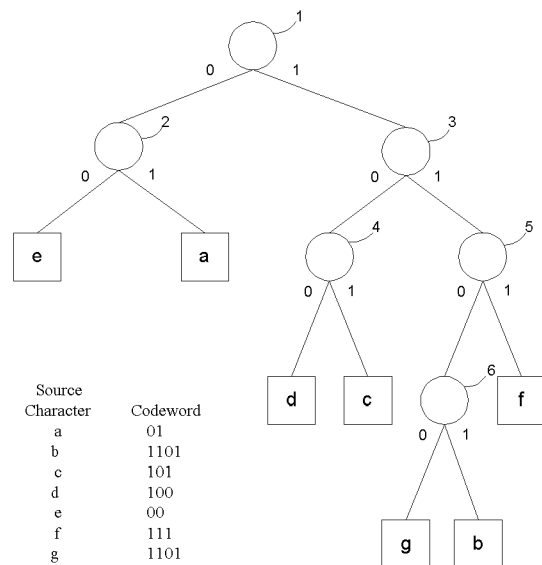 1
0 1
2 3
0 1 0 1
e a
4 5
0 1 0 1
d c 6 f
0 1
g b
Source
Character Codeword
a 01
b 1101
c 101
d 100
e 00
f 111
g 1101